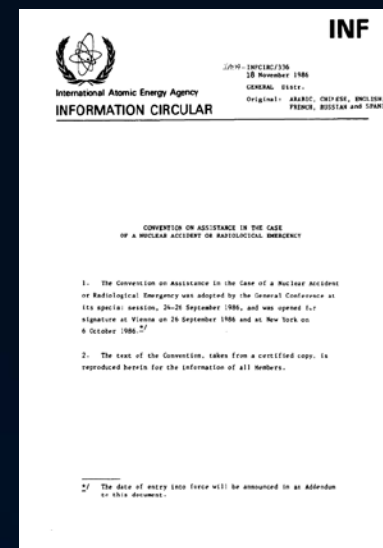 INF
INFCIRC/336
18 November 1986
GENERAL Distr.
Original: ARABIC, CHINESE, ENGLISH,
FRENCH, RUSSIAN and SPANI
International Atomic Energy Agency
INFORMATION CIRCULAR
CONVENTION ON ASSISTANCE IN THE CASE
OF A NUCLEAR ACCIDENT OR RADIOLOGICAL EMERGENCY
1. The Convention on Assistance in the Case of a Nuclear Accident
or Radiological Emergency was adopted by the General Conference at
its special session, 24-26 September 1986, and was opened for
signature at Vienna on 26 September 1986 and at New York on
6 October 1986.*/
2. The text of the Convention, taken from a certified copy, is
reproduced herein for the information of all Members.
*/ The date of entry into force will be announced in an Addendum
to this document.